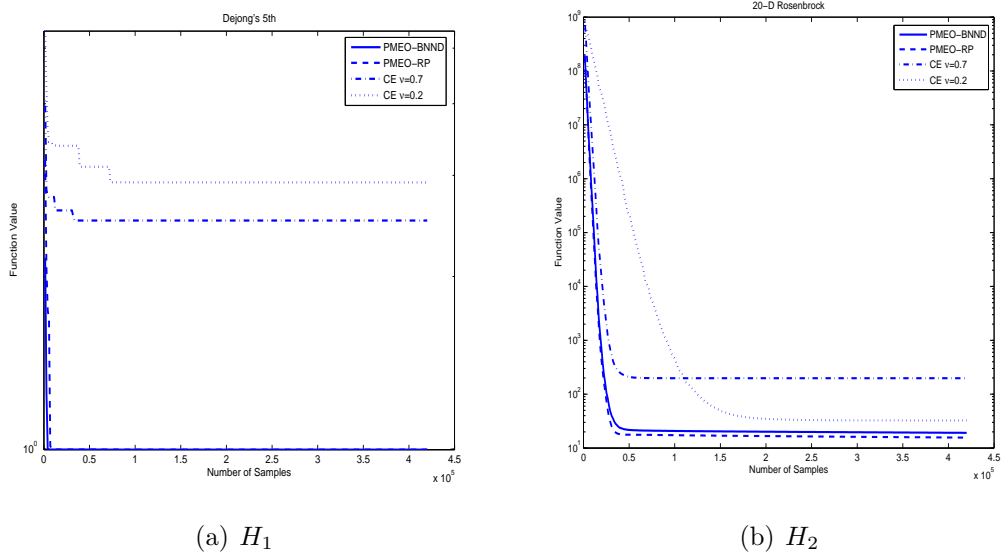 Dejong's 5th
PMEO-BNND
PMEO-RP
CE ν=0.7
CE ν=0.2
Function Value
10^0
0 0.5 1 1.5 2 2.5 3 3.5 4 4.5
Number of Samples
x 10^5
(a) H_1
20-D Rosenbrock
PMEO-BNND
PMEO-RP
CE ν=0.7
CE ν=0.2
Function Value
10^9
10^8
10^7
10^6
10^5
10^4
10^3
10^2
10^1
0 0.5 1 1.5 2 2.5 3 3.5 4 4.5
Number of Samples
x 10^5
(b) H_2